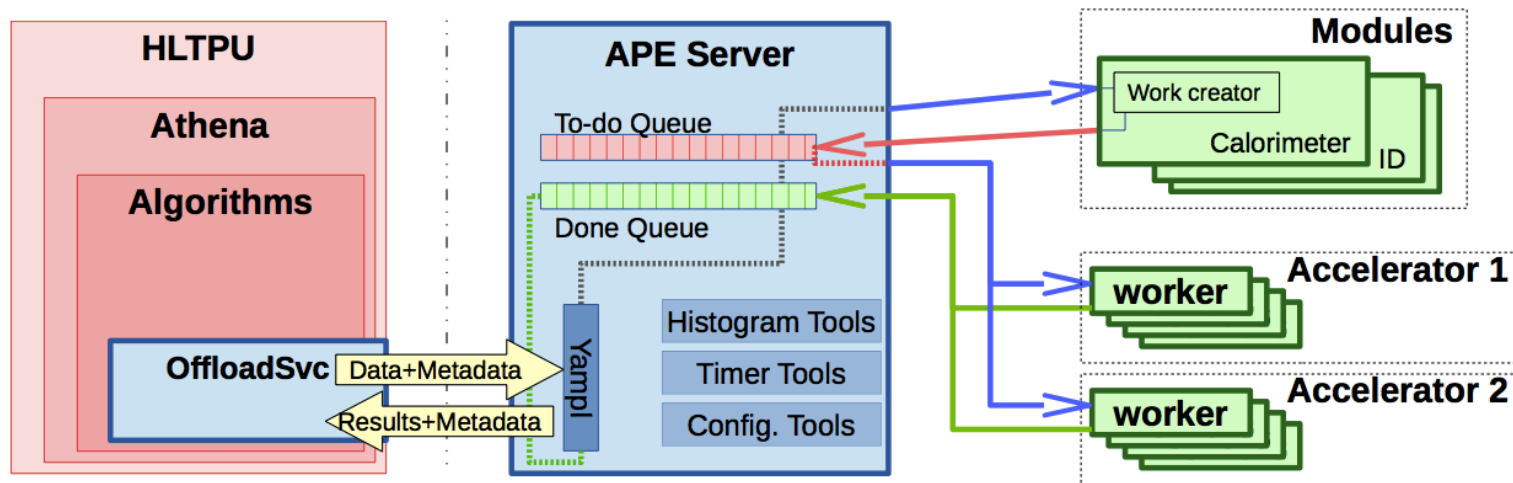 HLTPU
Athena
Algorithms
OffloadSvc
Data+Metadata
Results+Metadata
APE Server
To-do Queue
Done Queue
Yampl
Histogram Tools
Timer Tools
Config. Tools
Modules
Work creator
Calorimeter
ID
Accelerator 1
worker
Accelerator 2
worker